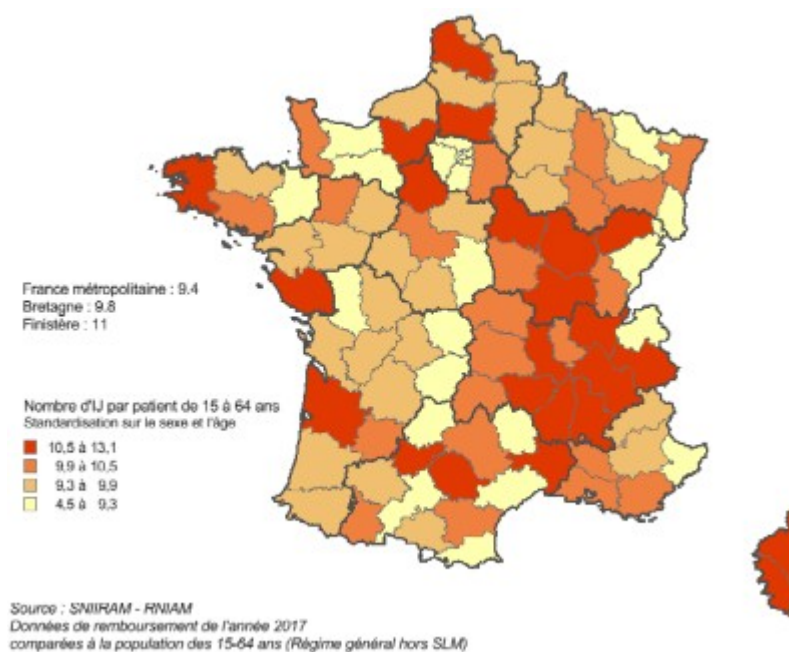 France métropolitaine : 9.4
Bretagne : 9.8
Finistère : 11
Nombre d'IJ par patient de 15 à 64 ans
Standardisation sur le sexe et l'âge
10,5 à 13,1
9,9 à 10,5
9,3 à 9,9
4,5 à 9,3
Source : SNIIRAM - RNIAM
Données de remboursement de l'année 2017
comparées à la population des 15-64 ans (Régime général hors SLM)